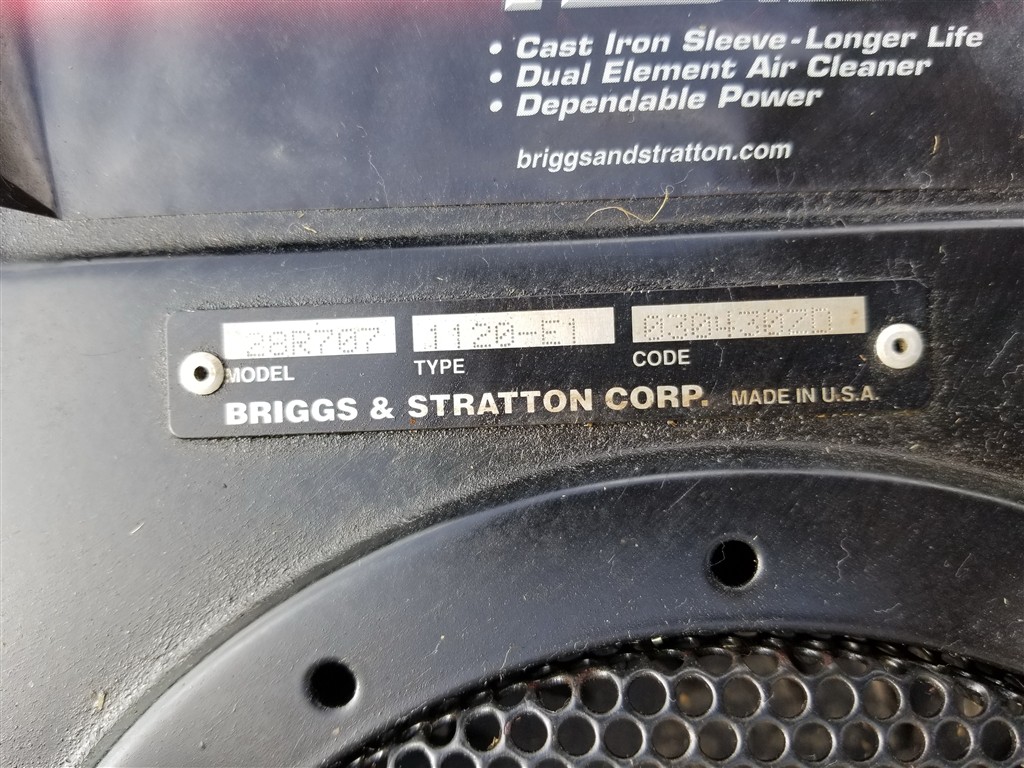 • Cast Iron Sleeve-Longer Life
• Dual Element Air Cleaner
• Dependable Power
briggsandstratton.com
28R707 1120-E1 0304307D
MODEL TYPE CODE
BRIGGS & STRATTON CORP. MADE IN U.S.A.